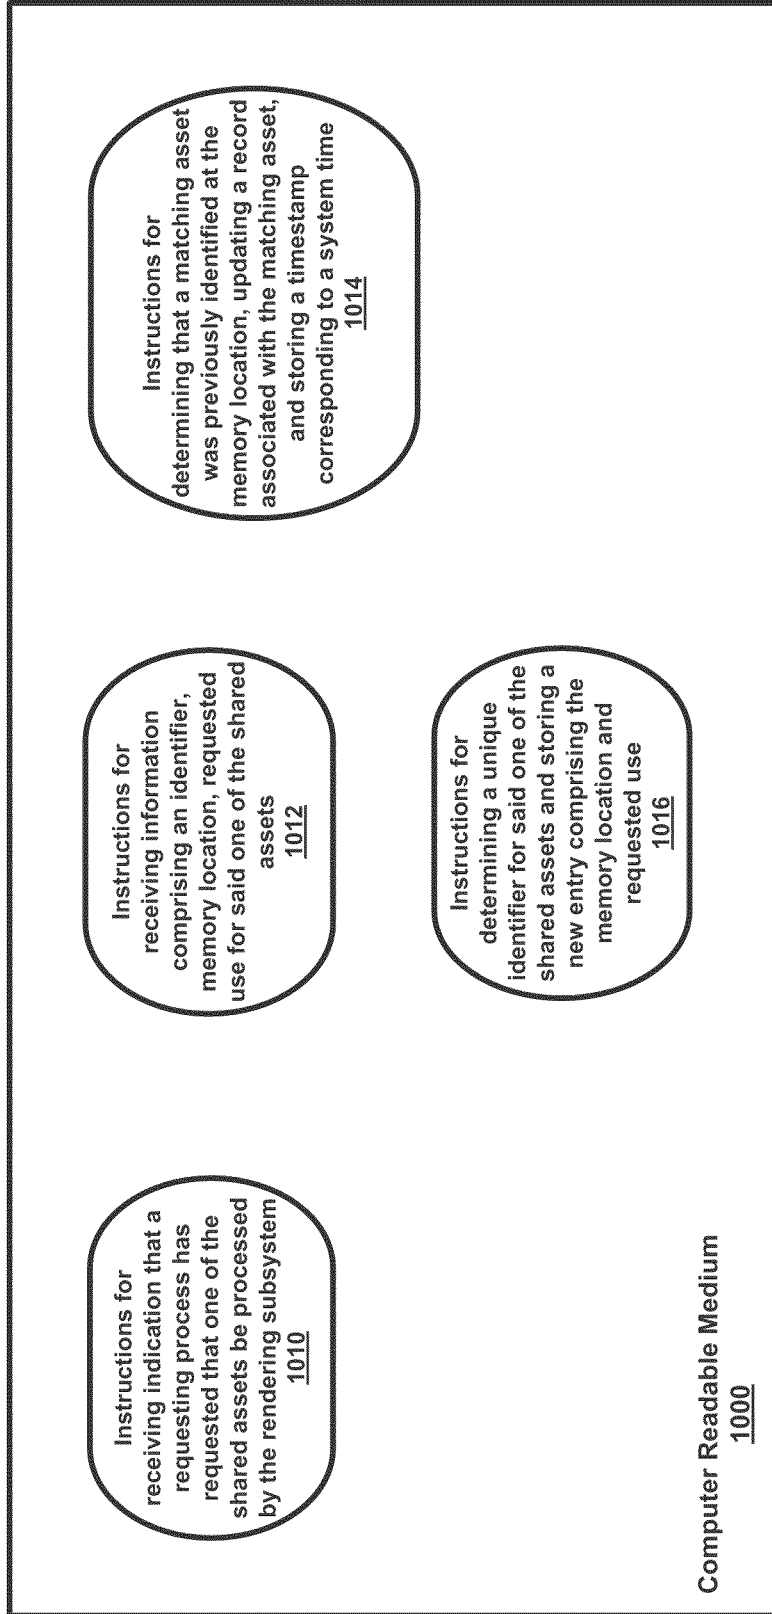 Instructions for
receiving indication that a
requesting process has
requested that one of the
shared assets be processed
by the rendering subsystem
1010
Instructions for
receiving information
comprising an identifier,
memory location, requested
use for said one of the shared
assets
1012
Instructions for
determining that a matching asset
was previously identified at the
memory location, updating a record
associated with the matching asset,
and storing a timestamp
corresponding to a system time
1014
Instructions for
determining a unique
identifier for said one of the
shared assets and storing a
new entry comprising the
memory location and
requested use
1016
Computer Readable Medium
1000